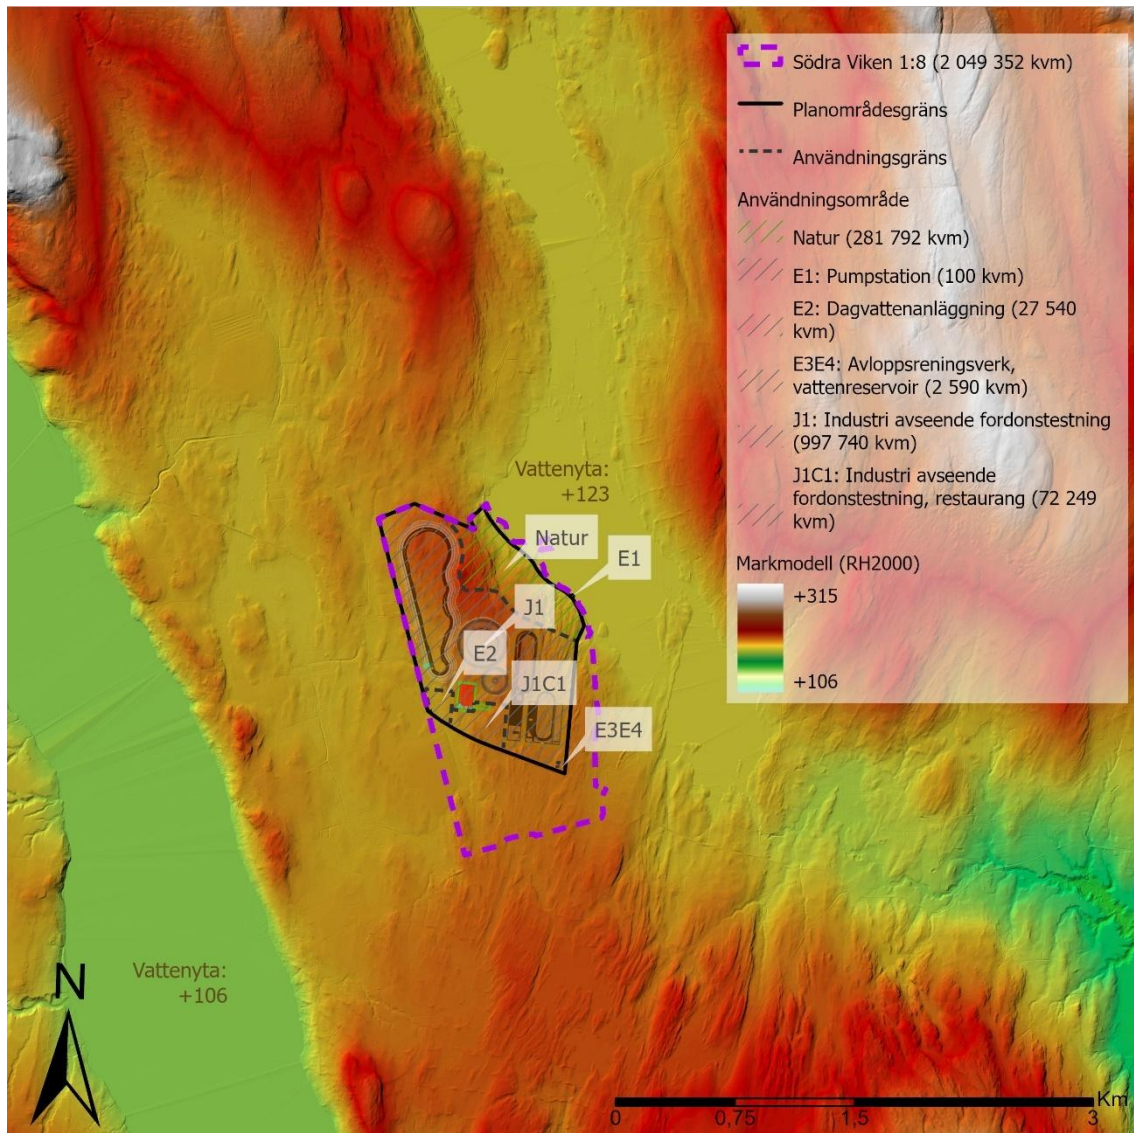 Södra Viken 1:8 (2 049 352 kvm)
Planområdesgräns
Användningsgräns
Användningsområde
Natur (281 792 kvm)
E1: Pumpstation (100 kvm)
E2: Dagvattenanläggning (27 540
kvm)
E3E4: Avloppsreningsverk,
vattenreservoir (2 590 kvm)
J1: Industri avseende fordonstestning
(997 740 kvm)
J1C1: Industri avseende
fordonstestning, restaurang (72 249
kvm)
Markmodell (RH2000)
+315
+106
Vattenyta:
+123
Natur
E1
J1
E2
J1C1
E3E4
Vattenyta:
+106
N
Km
0
0,75
1,5
3